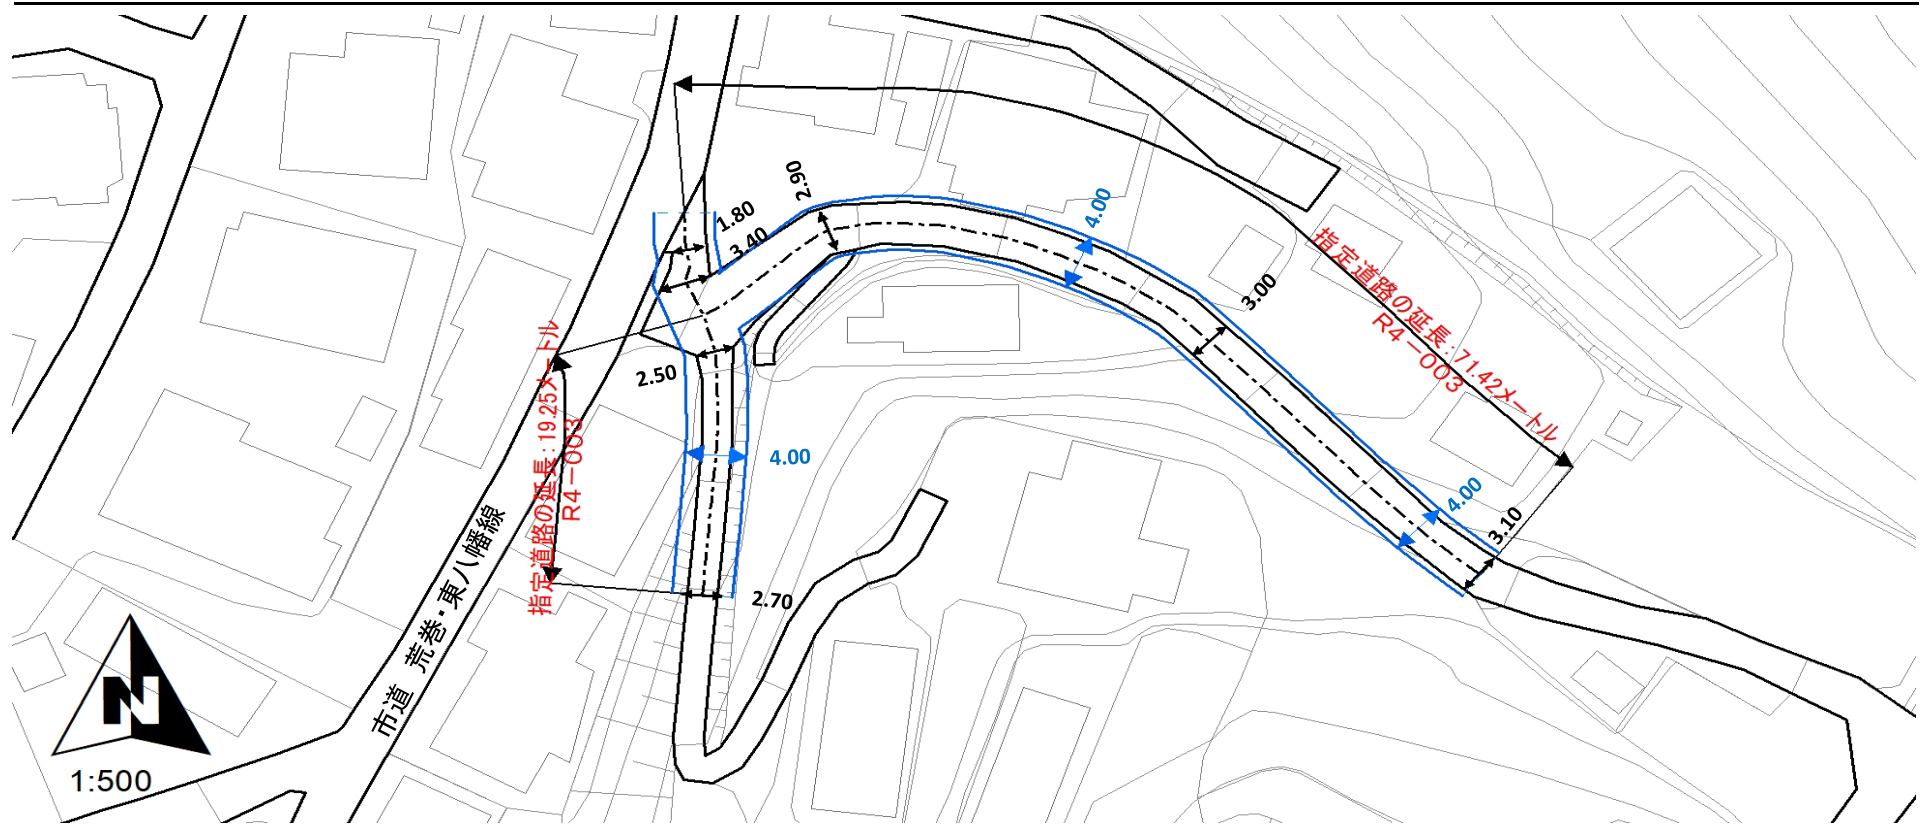 2.90
1.80
3.40
4.00
指定道路の延長：71.42メートル
R4－003
3.00
2.50
指定道路の延長：19.25メートル
R4－003
4.00
4.00
3.10
市道　荒巻・東八幡線
2.70
N
1:500